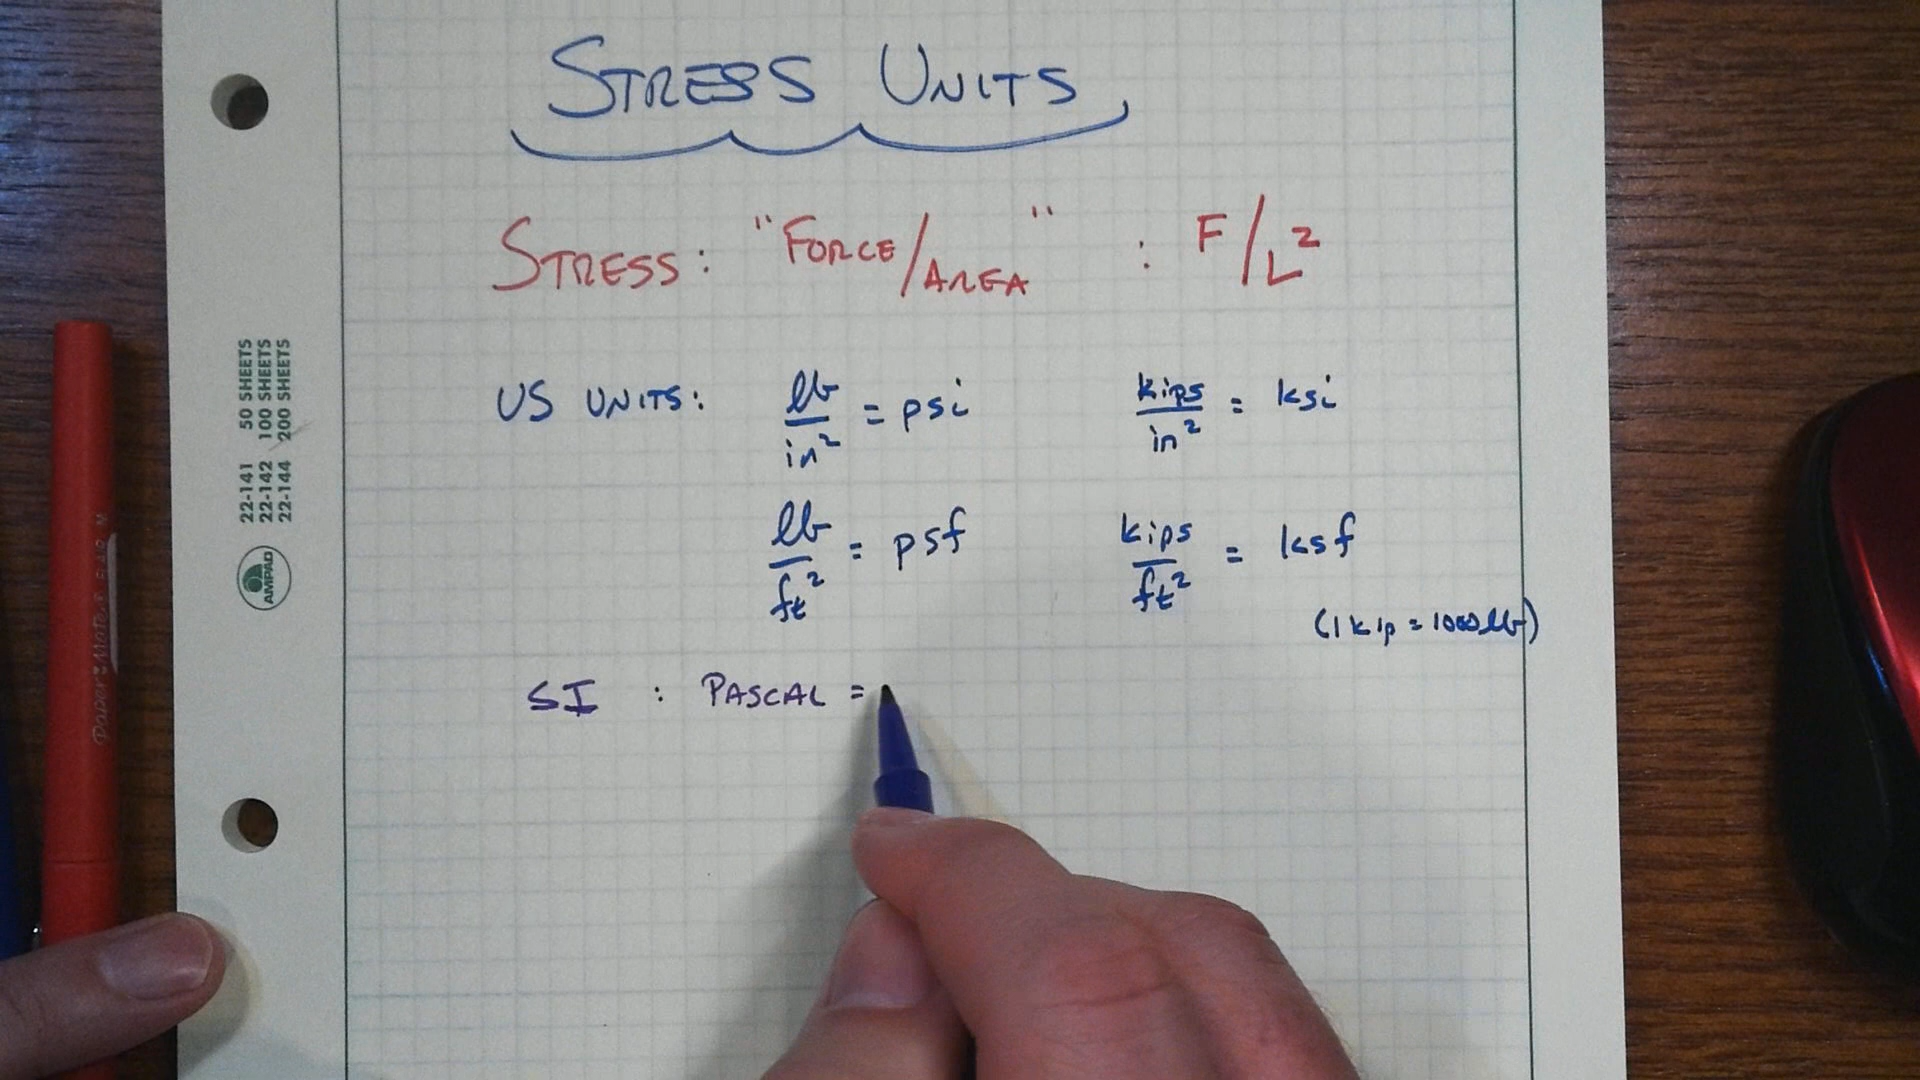 STRESS UNITS
STRESS: "FORCE/AREA" : F/L²
US UNITS: lb/in² = psi kips/in² = ksi
lb/ft² = psf kips/ft² = ksf
(1 kip = 1000 lb)
SI : PASCAL =
22-141 50 SHEETS
22-142 100 SHEETS
22-144 200 SHEETS
AMPAD